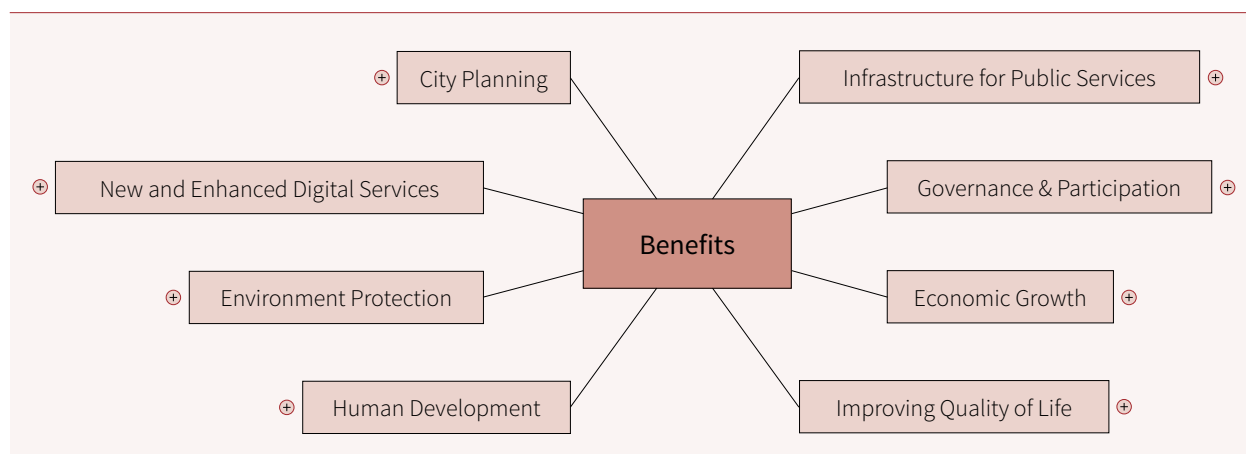 City Planning
Infrastructure for Public Services
New and Enhanced Digital Services
Governance & Participation
Benefits
Environment Protection
Economic Growth
Human Development
Improving Quality of Life